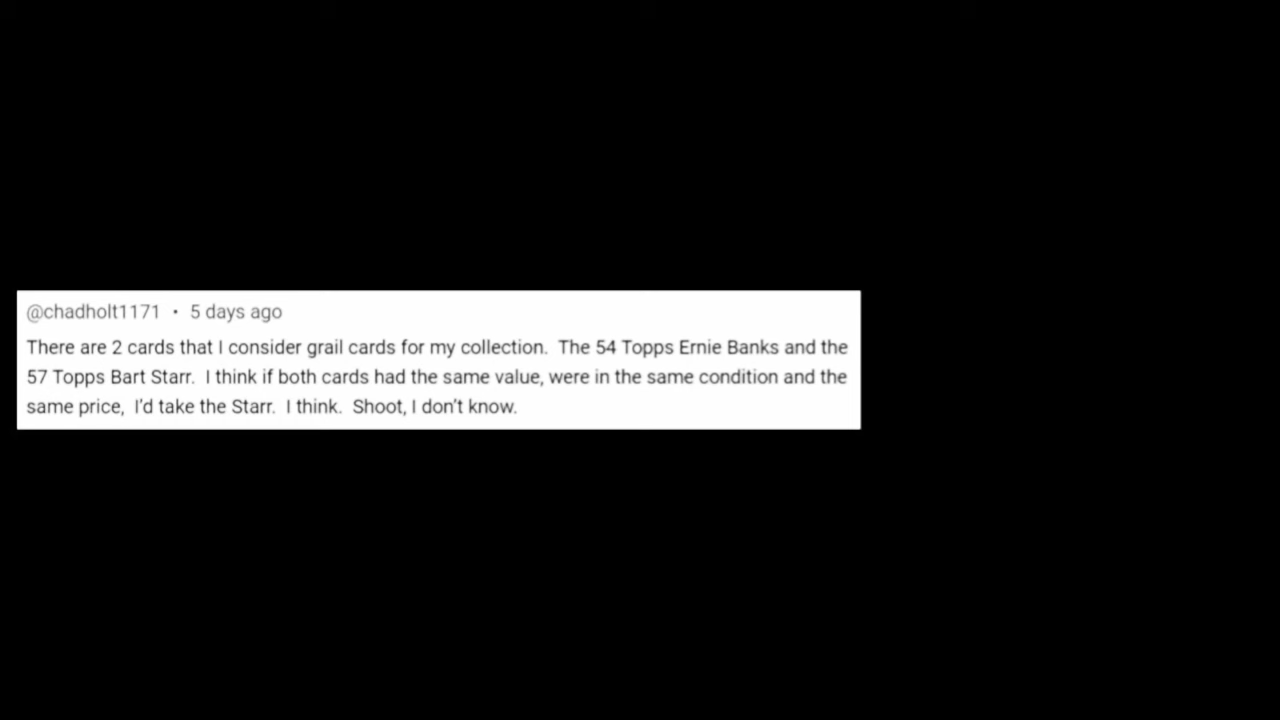 @chadholt1171 • 5 days ago
There are 2 cards that I consider grail cards for my collection.  The 54 Topps Ernie Banks and the
57 Topps Bart Starr.  I think if both cards had the same value, were in the same condition and the
same price,  I'd take the Starr.  I think.  Shoot, I don't know.